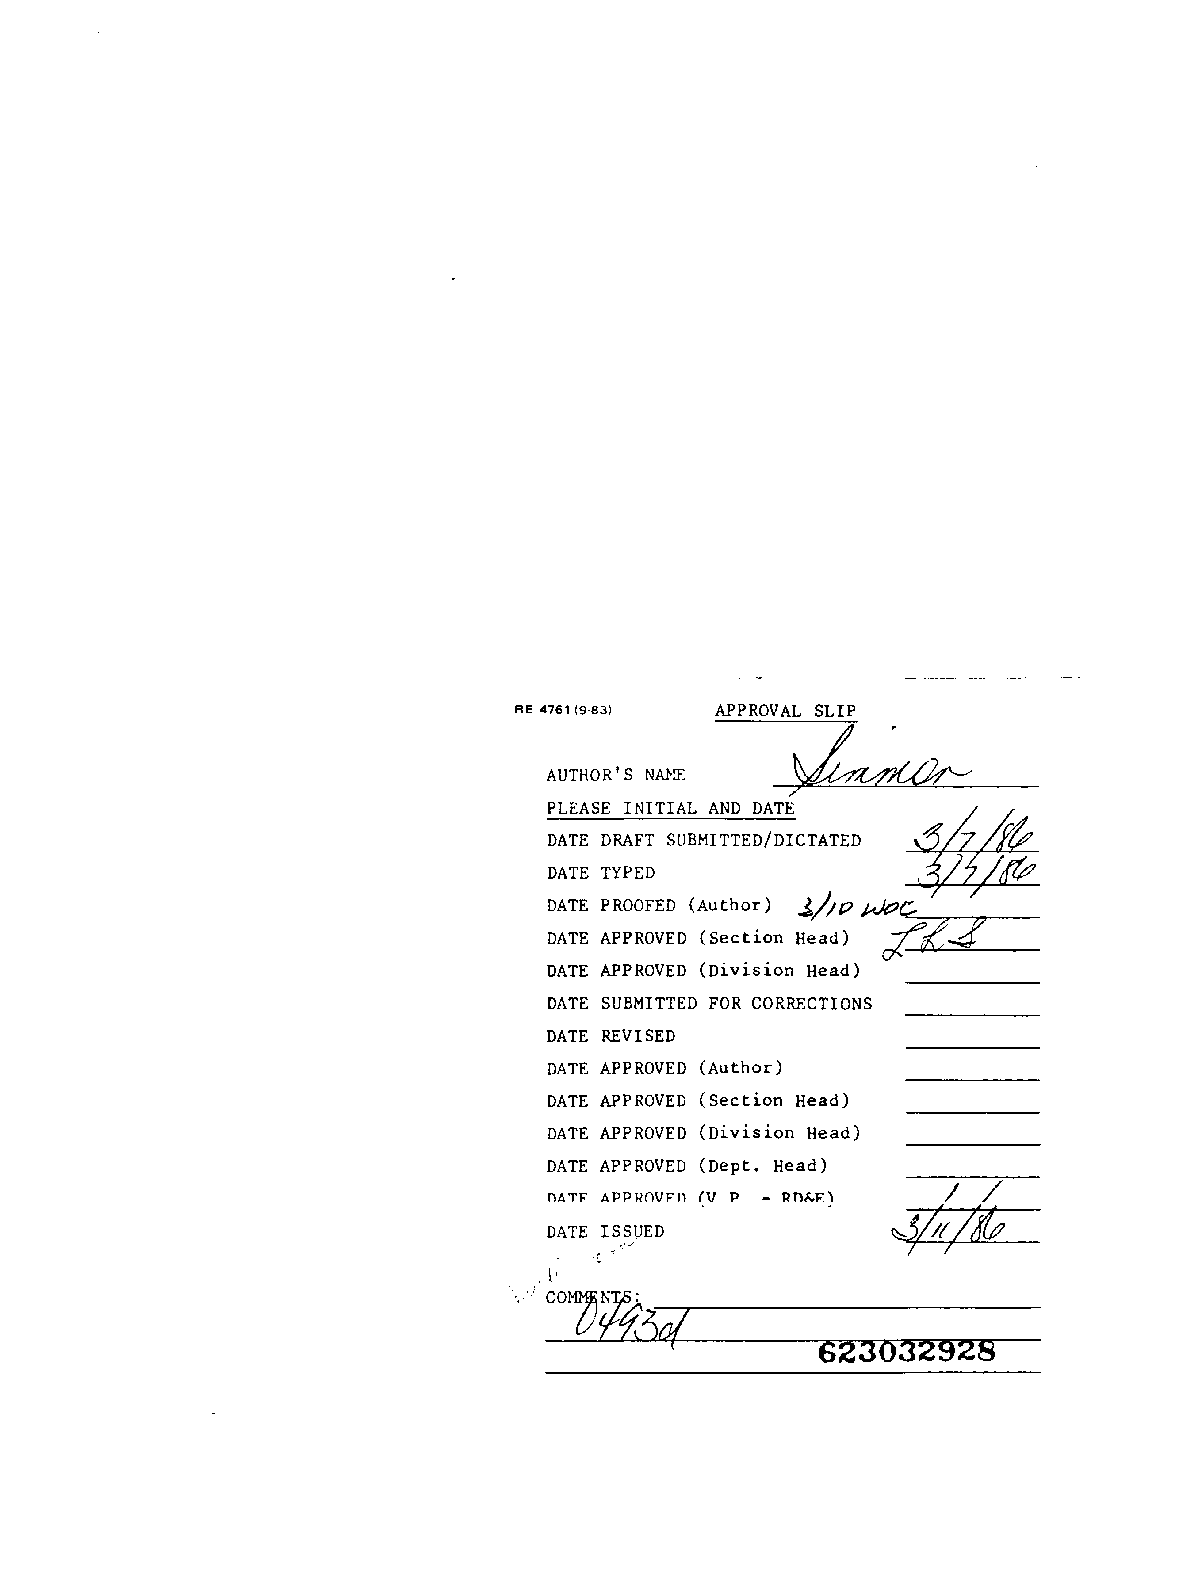 RE 4761 (9-83) APPROVAL SLIP
AUTHOR'S NAME
PLEASE INITIAL AND DATE
DATE DRAFT SUBMITTED/DICTATED 3/7/86
DATE TYPED 3/7/86
DATE PROOFED (Author) 3/10 WOC
DATE APPROVED (Section Head) LRS
DATE APPROVED (Division Head)
DATE SUBMITTED FOR CORRECTIONS
DATE REVISED
DATE APPROVED (Author)
DATE APPROVED (Section Head)
DATE APPROVED (Division Head)
DATE APPROVED (Dept. Head)
DATE APPROVED (V P - RD&E)
DATE ISSUED 3/11/86
COMMENTS:
0493d
623032928